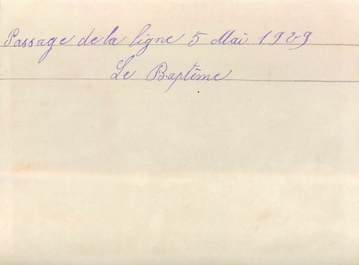 Passage de la ligne 5 Mai 1929
Le Baptême